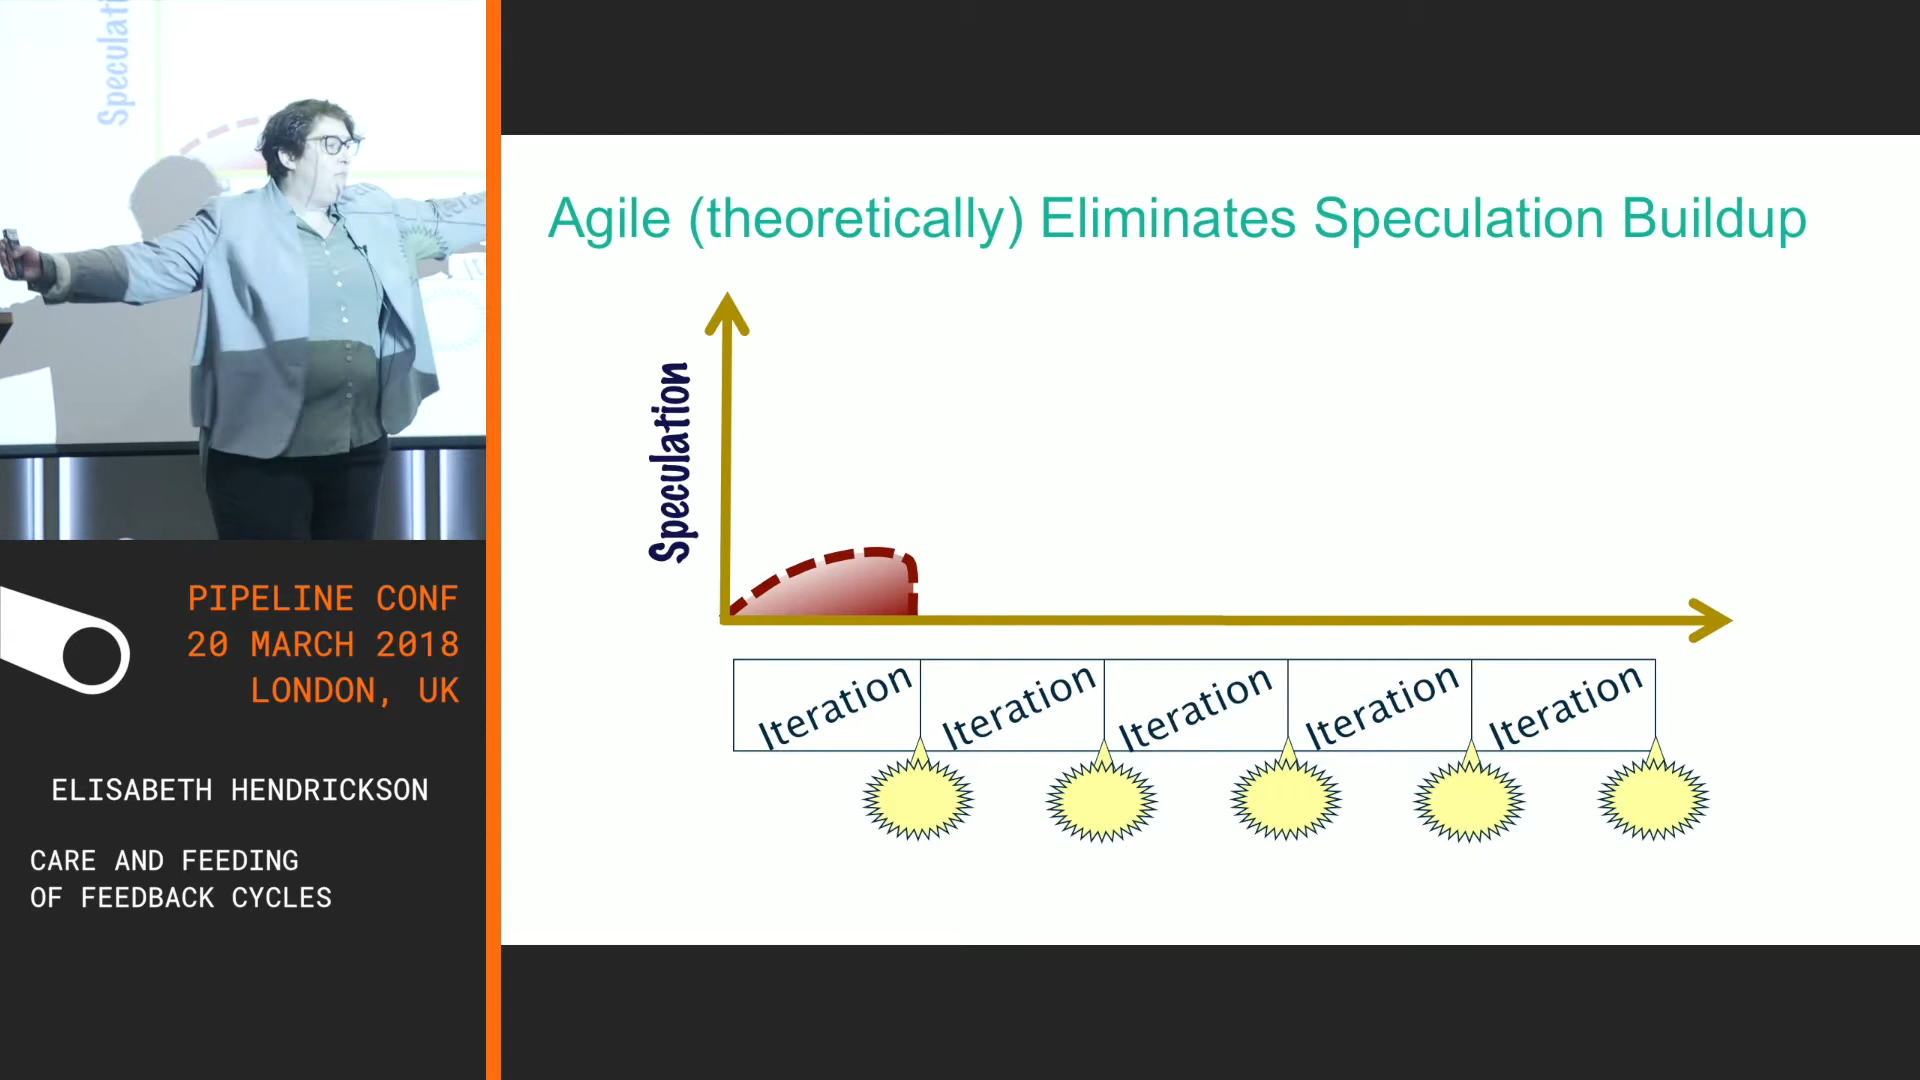 Speculati
PIPELINE CONF
20 MARCH 2018
LONDON, UK
ELISABETH HENDRICKSON
CARE AND FEEDING
OF FEEDBACK CYCLES
Agile (theoretically) Eliminates Speculation Buildup
Speculation
Iteration
Iteration
Iteration
Iteration
Iteration